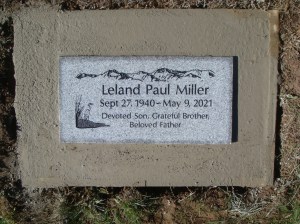 Leland Paul Miller
Sept 27, 1940 ~ May 9, 2021
Devoted Son, Grateful Brother,
Beloved Father